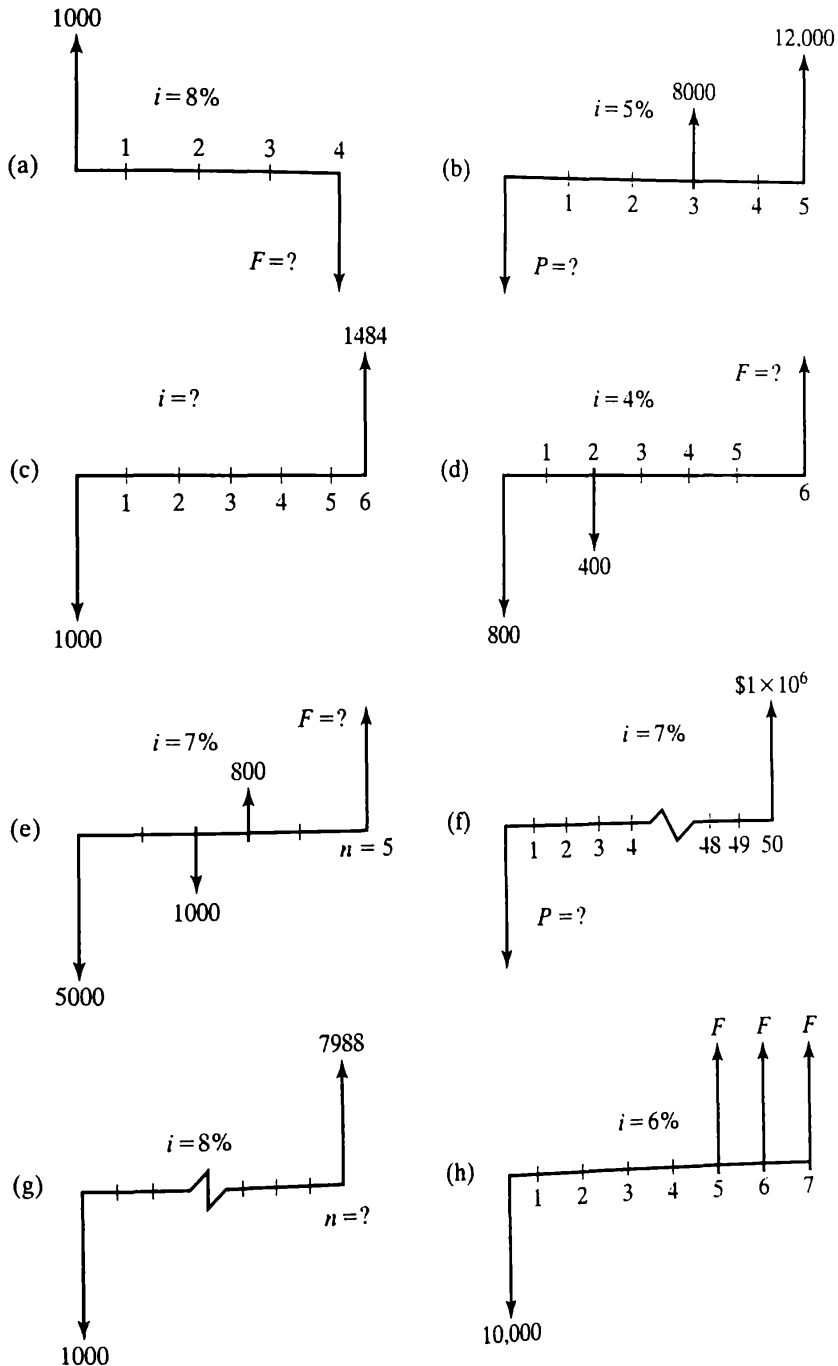 (a)
1000
i = 8%
1 2 3 4
F = ?
(b)
12,000
8000
i = 5%
1 2 3 4 5
P = ?
(c)
1484
i = ?
1 2 3 4 5 6
1000
(d)
F = ?
i = 4%
1 2 3 4 5
6
400
800
(e)
F = ?
i = 7%
800
n = 5
1000
5000
(f)
$1 × 10⁶
i = 7%
1 2 3 4 48 49 50
P = ?
(g)
7988
i = 8%
n = ?
1000
(h)
F F F
i = 6%
1 2 3 4 5 6 7
10,000